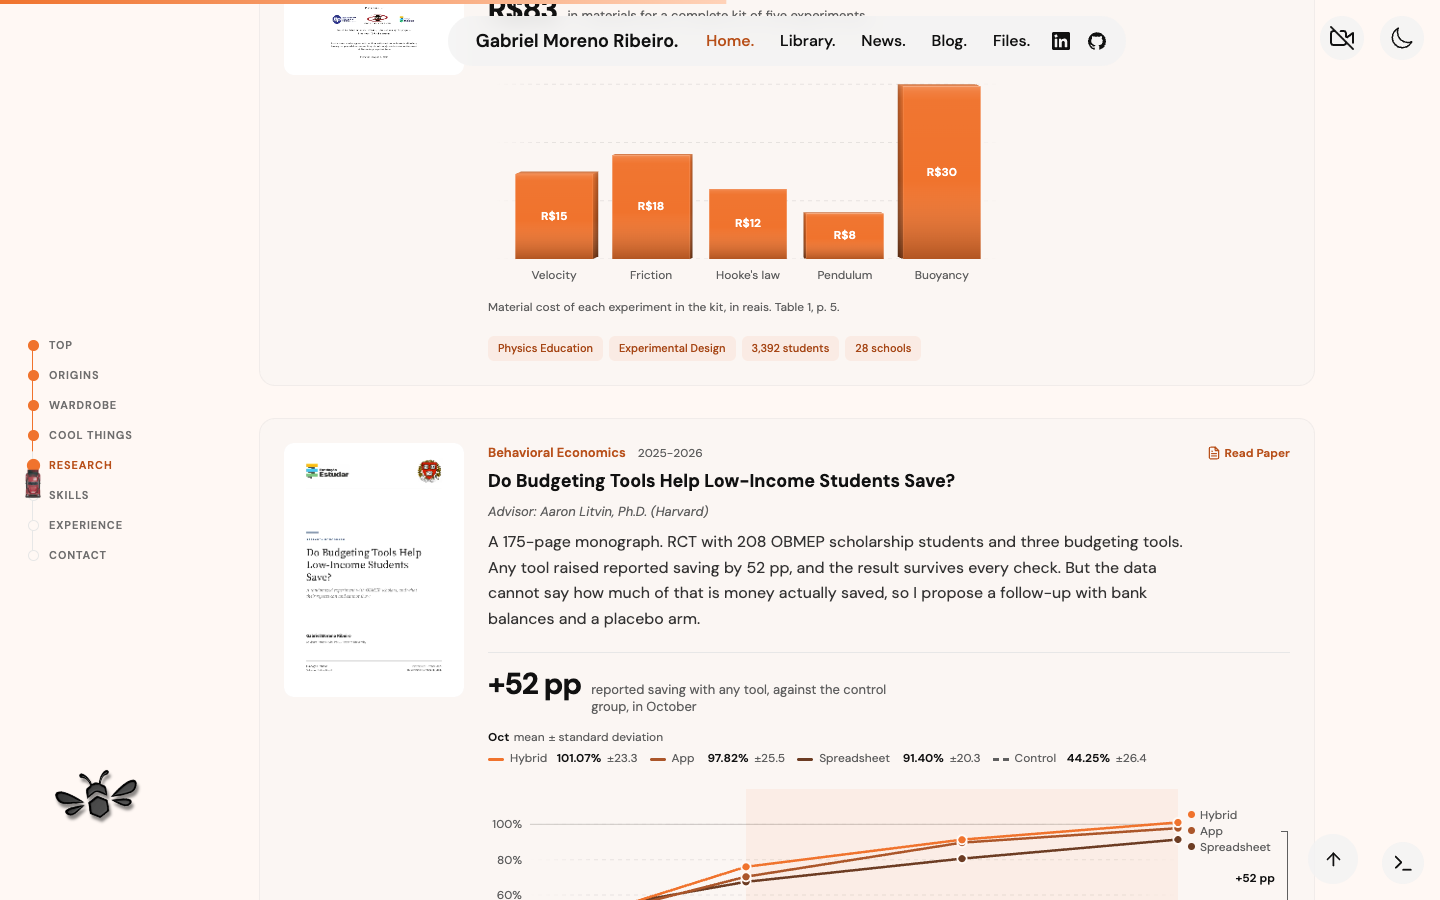 R$83 in materials for a complete kit of five experiments
Gabriel Moreno Ribeiro. Home. Library. News. Blog. Files.
R$15
R$18
R$12
R$8
R$30
Velocity Friction Hooke's law Pendulum Buoyancy
Material cost of each experiment in the kit, in reais. Table 1, p. 5.
Physics Education Experimental Design 3,392 students 28 schools
TOP
ORIGINS
WARDROBE
COOL THINGS
RESEARCH
SKILLS
EXPERIENCE
CONTACT
Estudar
Do Budgeting Tools Help
Low-Income Students
Save?
Behavioral Economics 2025-2026 Read Paper
Do Budgeting Tools Help Low-Income Students Save?
Advisor: Aaron Litvin, Ph.D. (Harvard)
A 175-page monograph. RCT with 208 OBMEP scholarship students and three budgeting tools.
Any tool raised reported saving by 52 pp, and the result survives every check. But the data
cannot say how much of that is money actually saved, so I propose a follow-up with bank
balances and a placebo arm.
+52 pp reported saving with any tool, against the control
group, in October
Oct mean ± standard deviation
Hybrid 101.07% ±23.3 App 97.82% ±25.5 Spreadsheet 91.40% ±20.3 Control 44.25% ±26.4
100%
80%
60%
Hybrid
App
Spreadsheet
+52 pp